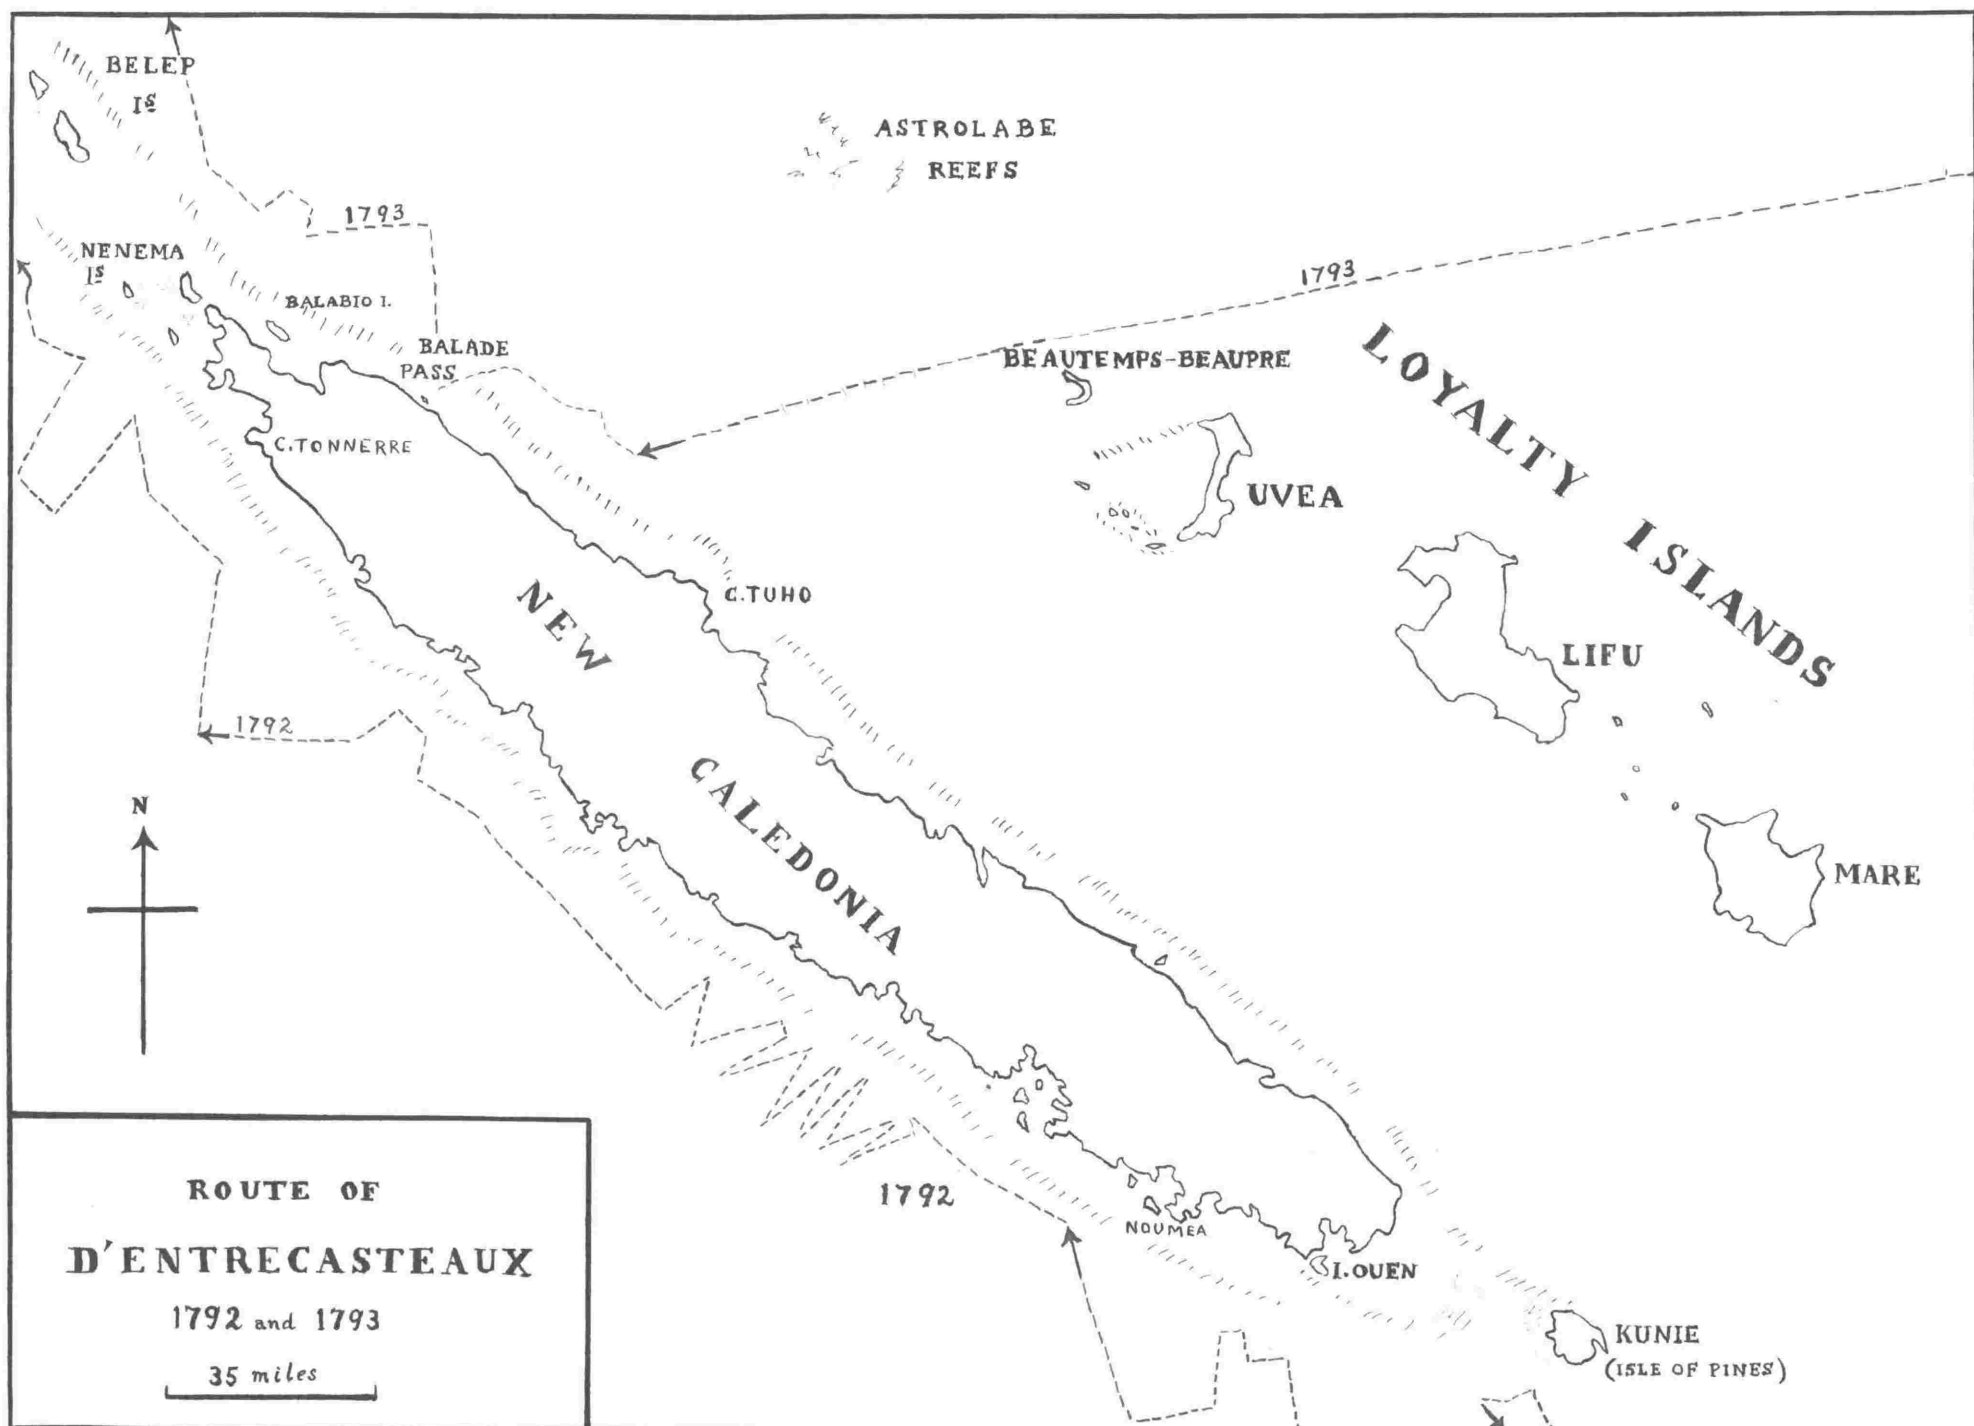 BELEP
Is
ASTROLABE
REEFS
1793
NENEMA
Is
BALABIO I.
1793
BALADE
PASS
BEAUTEMPS-BEAUPRE
LOYALTY ISLANDS
C. TONNERRE
UVEA
C. TUHO
NEW
CALEDONIA
LIFU
1792
N
MARE
1792
NOUMEA
I. OUEN
KUNIE
(ISLE OF PINES)
ROUTE OF
D'ENTRECASTEAUX
1792 and 1793
35 miles